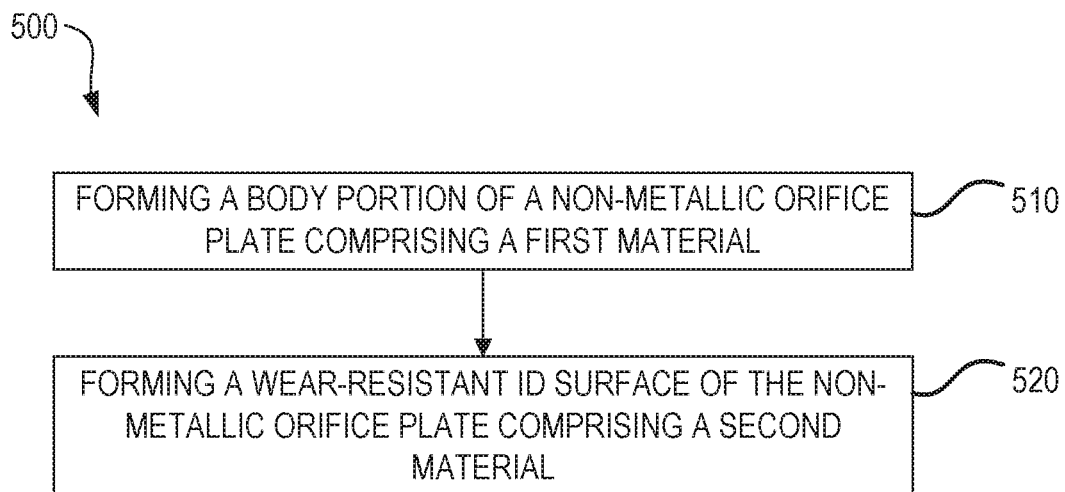 500
FORMING A BODY PORTION OF A NON-METALLIC ORIFICE
PLATE COMPRISING A FIRST MATERIAL
510
FORMING A WEAR-RESISTANT ID SURFACE OF THE NON-
METALLIC ORIFICE PLATE COMPRISING A SECOND
MATERIAL
520